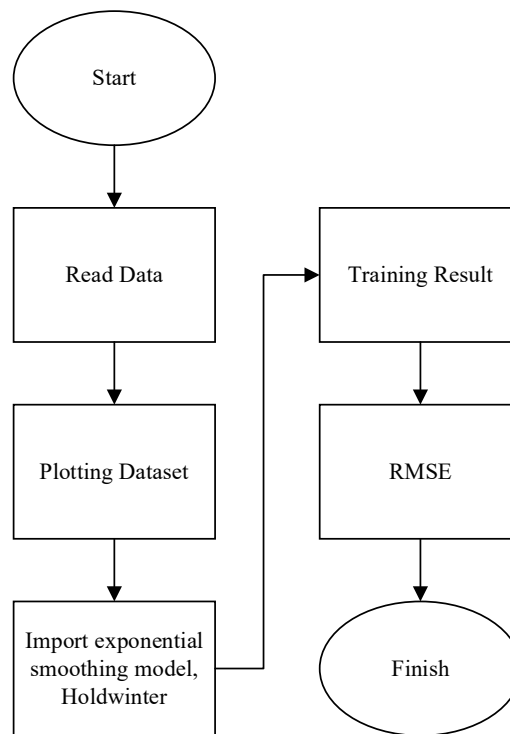 Start
Read Data
Plotting Dataset
Import exponential
smoothing model,
Holdwinter
Training Result
RMSE
Finish